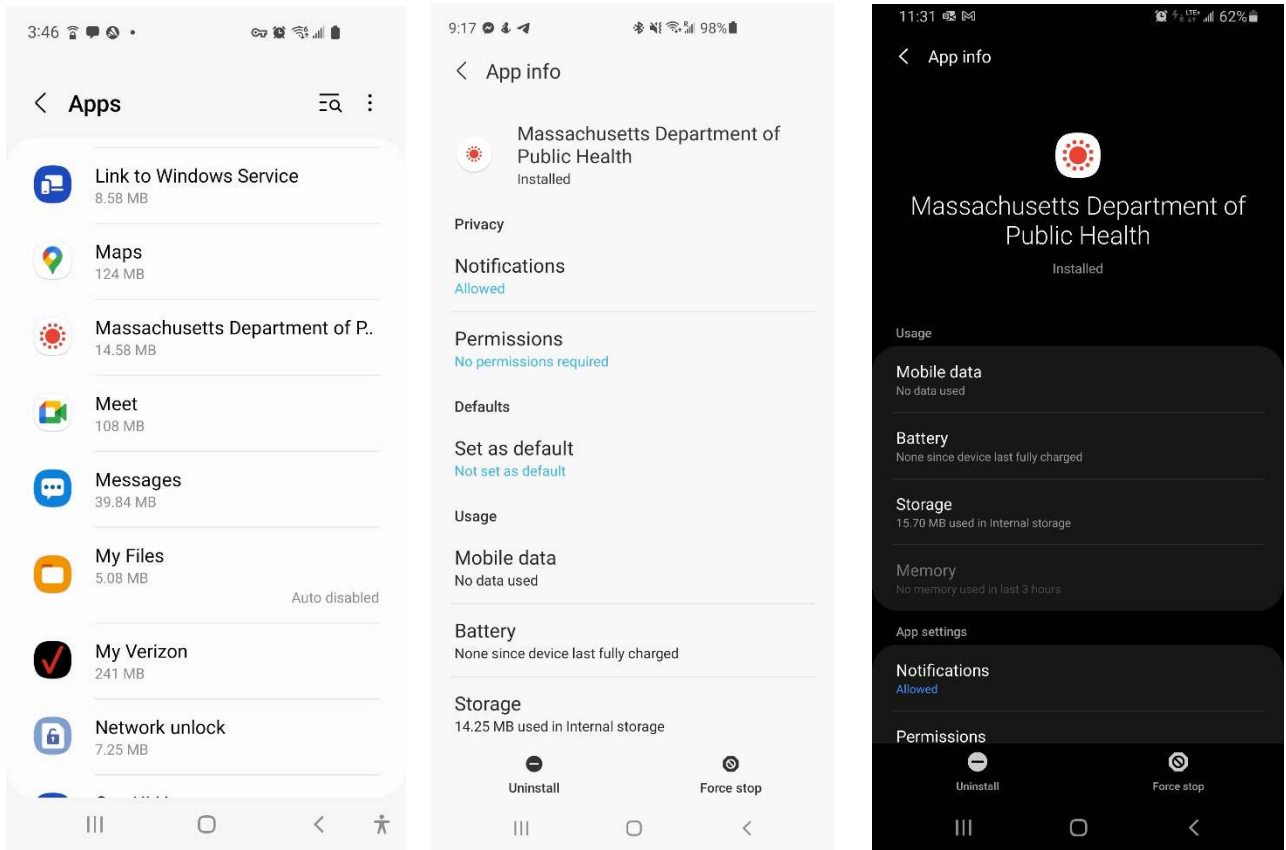 3:46
Apps
Link to Windows Service
8.58 MB
Maps
124 MB
Massachusetts Department of P..
14.58 MB
Meet
108 MB
Messages
39.84 MB
My Files
5.08 MB
Auto disabled
My Verizon
241 MB
Network unlock
7.25 MB
9:17
98%
App info
Massachusetts Department of
Public Health
Installed
Privacy
Notifications
Allowed
Permissions
No permissions required
Defaults
Set as default
Not set as default
Usage
Mobile data
No data used
Battery
None since device last fully charged
Storage
14.25 MB used in Internal storage
Uninstall
Force stop
11:31
LTE+
62%
App info
Massachusetts Department of
Public Health
Installed
Usage
Mobile data
No data used
Battery
None since device last fully charged
Storage
15.70 MB used in Internal storage
Memory
No memory used in last 3 hours
App settings
Notifications
Allowed
Permissions
Uninstall
Force stop